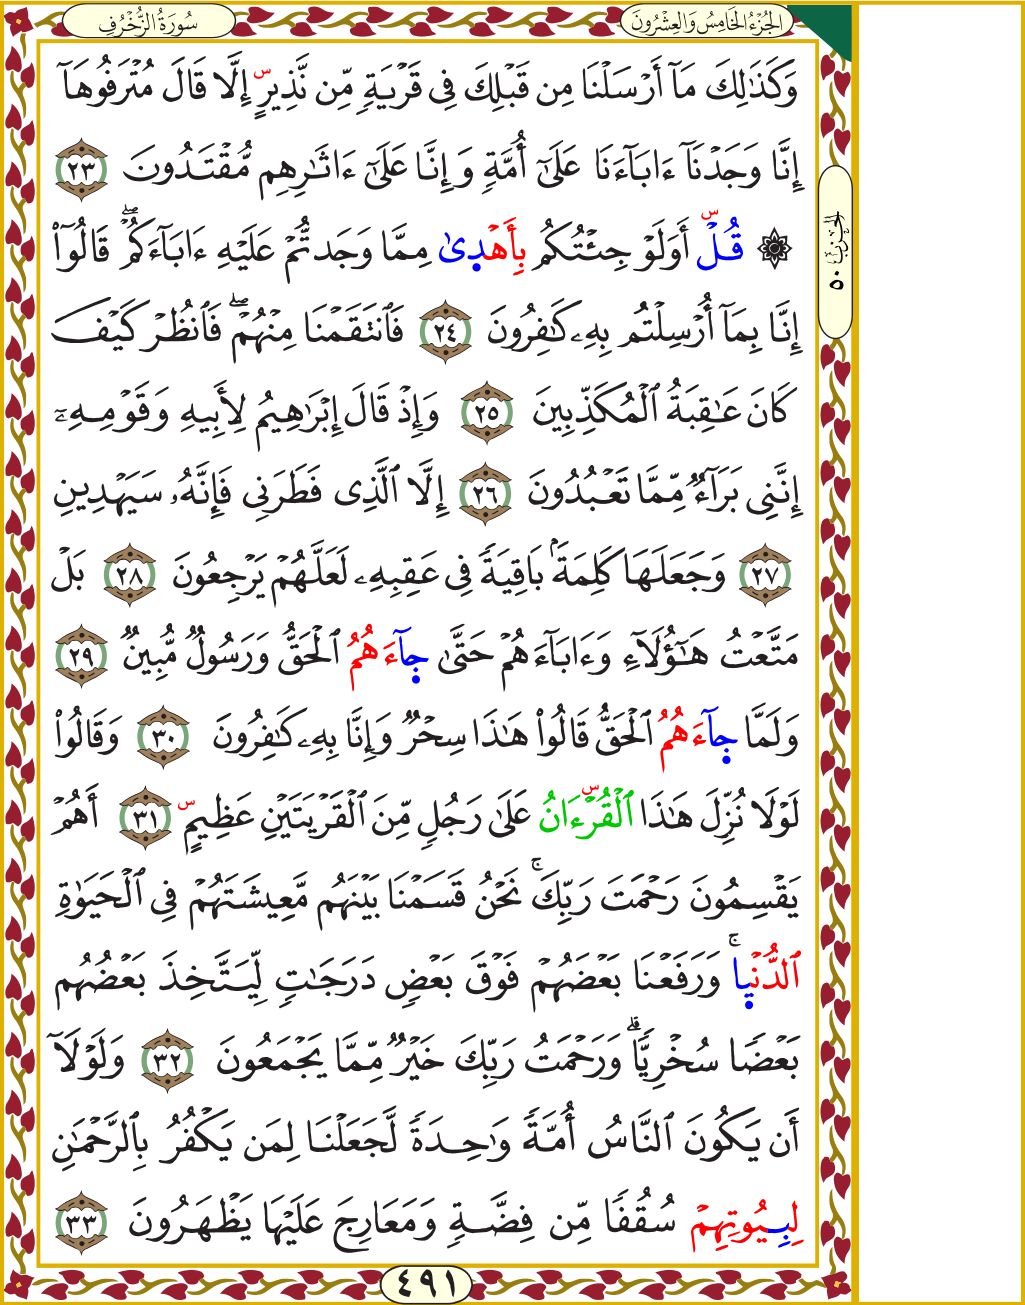 سُورَةُ الزُّخْرُفِ
الجُزْءُ الخَامِسُ وَالعِشْرُونَ
وَكَذَٰلِكَ مَآ أَرْسَلْنَا مِن قَبْلِكَ فِى قَرْيَةٍ مِّن نَّذِيرٍ ۜ إِلَّا قَالَ مُتْرَفُوهَآ
إِنَّا وَجَدْنَآ ءَابَآءَنَا عَلَىٰٓ أُمَّةٍ وَإِنَّا عَلَىٰٓ ءَاثَٰرِهِم مُّقْتَدُونَ ٢٣
۞ قُلْ ۜ أَوَلَوْ جِئْتُكُم بِأَهْدِىٰ مِمَّا وَجَدتُّمْ عَلَيْهِ ءَابَآءَكُمْ ۖ قَالُوٓا۟
إِنَّا بِمَآ أُرْسِلْتُم بِهِۦ كَٰفِرُونَ ٢٤ فَٱنتَقَمْنَا مِنْهُمْ ۖ فَٱنظُرْ كَيْفَ
كَانَ عَٰقِبَةُ ٱلْمُكَذِّبِينَ ٢٥ وَإِذْ قَالَ إِبْرَٰهِيمُ لِأَبِيهِ وَقَوْمِهِۦٓ
إِنَّنِى بَرَآءٌ مِّمَّا تَعْبُدُونَ ٢٦ إِلَّا ٱلَّذِى فَطَرَنِى فَإِنَّهُۥ سَيَهْدِينِ
٢٧ وَجَعَلَهَا كَلِمَةًۢ بَاقِيَةً فِى عَقِبِهِۦ لَعَلَّهُمْ يَرْجِعُونَ ٢٨ بَلْ
مَتَّعْتُ هَٰٓؤُلَآءِ وَءَابَآءَهُمْ حَتَّىٰ جِآءَهُمُ ٱلْحَقُّ وَرَسُولٌ مُّبِينٌ ٢٩
وَلَمَّا جِآءَهُمُ ٱلْحَقُّ قَالُوا۟ هَٰذَا سِحْرٌ وَإِنَّا بِهِۦ كَٰفِرُونَ ٣٠ وَقَالُوا۟
لَوْلَا نُزِّلَ هَٰذَا ٱلْقُرْ ۜءَانُ عَلَىٰ رَجُلٍ مِّنَ ٱلْقَرْيَتَيْنِ عَظِيمٍ ۜ ٣١ أَهُمْ
يَقْسِمُونَ رَحْمَتَ رَبِّكَ ۚ نَحْنُ قَسَمْنَا بَيْنَهُم مَّعِيشَتَهُمْ فِى ٱلْحَيَوٰةِ
ٱلدُّنْيِا ۚ وَرَفَعْنَا بَعْضَهُمْ فَوْقَ بَعْضٍ دَرَجَٰتٍ لِّيَتَّخِذَ بَعْضُهُم
بَعْضًا سُخْرِيًّا ۗ وَرَحْمَتُ رَبِّكَ خَيْرٌ مِّمَّا يَجْمَعُونَ ٣٢ وَلَوْلَآ
أَن يَكُونَ ٱلنَّاسُ أُمَّةً وَٰحِدَةً لَّجَعَلْنَا لِمَن يَكْفُرُ بِٱلرَّحْمَٰنِ
لِبِيُوتِهِمْ سُقُفًا مِّن فِضَّةٍ وَمَعَارِجَ عَلَيْهَا يَظْهَرُونَ ٣٣
الحزب ٥٠
٤٩١